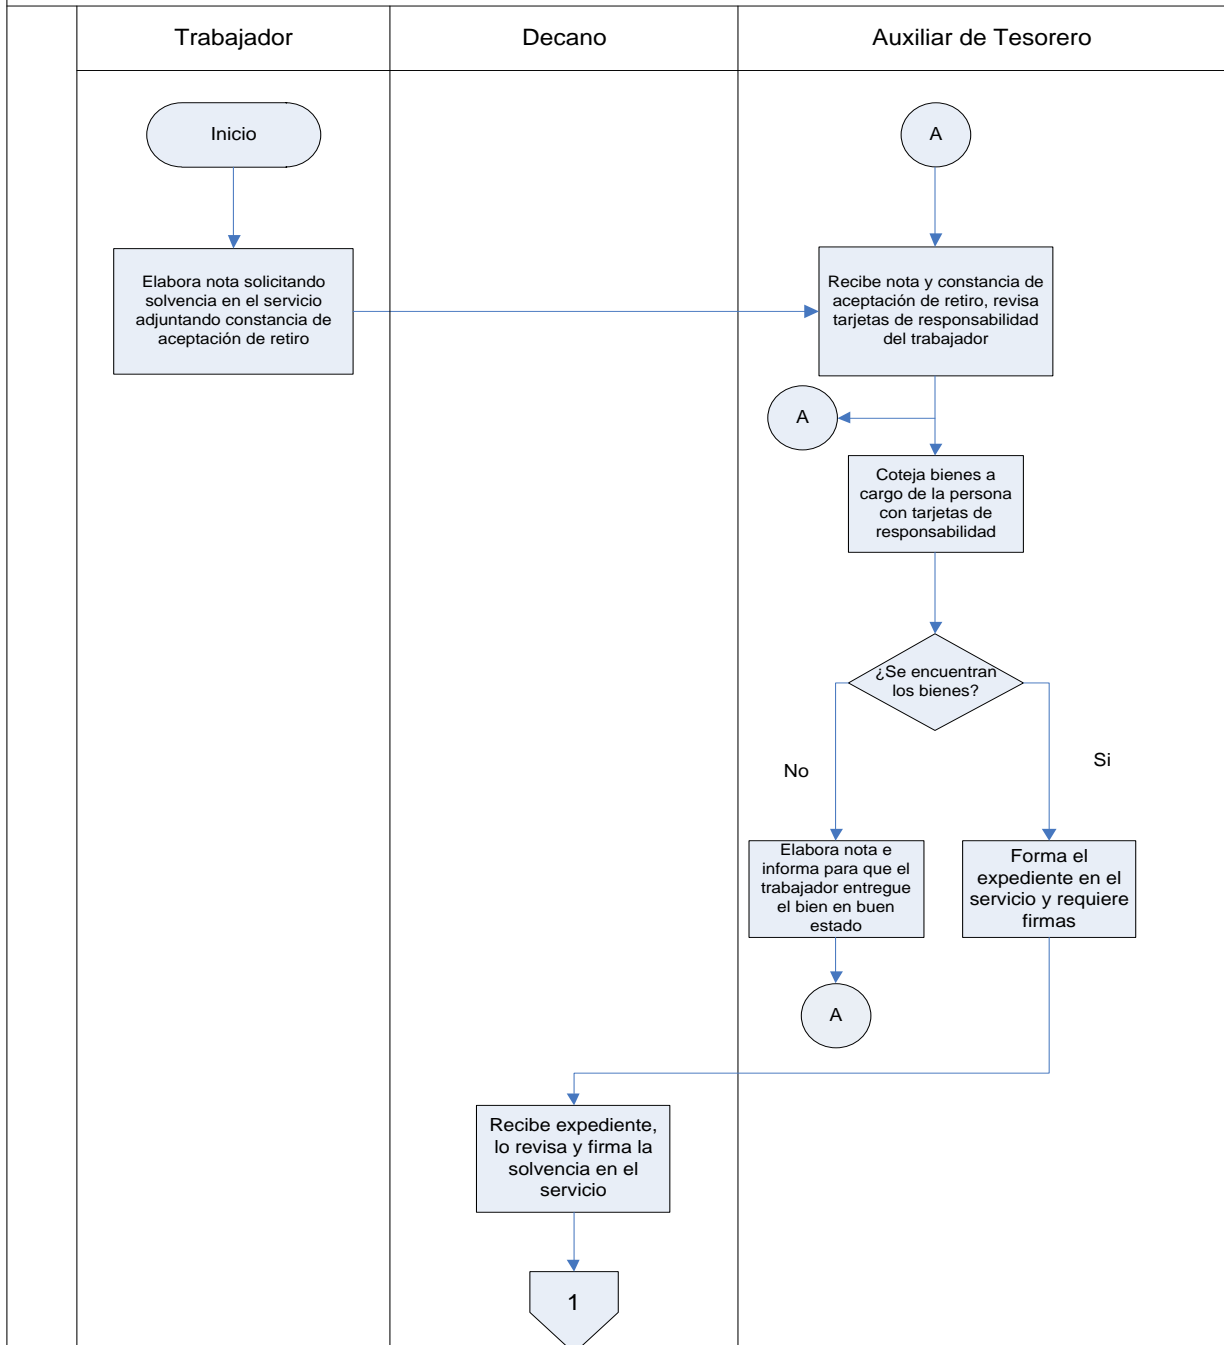 Trabajador
Decano
Auxiliar de Tesorero
Inicio
A
Elabora nota solicitando
solvencia en el servicio
adjuntando constancia de
aceptación de retiro
Recibe nota y constancia de
aceptación de retiro, revisa
tarjetas de responsabilidad
del trabajador
A
Coteja bienes a
cargo de la persona
con tarjetas de
responsabilidad
¿Se encuentran
los bienes?
No
Si
Elabora nota e
informa para que el
trabajador entregue
el bien en buen
estado
Forma el
expediente en el
servicio y requiere
firmas
A
Recibe expediente,
lo revisa y firma la
solvencia en el
servicio
1